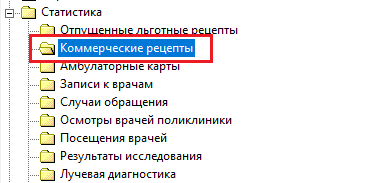 Статистика
Отпущенные льготные рецепты
Коммерческие рецепты
Амбулаторные карты
Записи к врачам
Случаи обращения
Осмотры врачей поликлиники
Посещения врачей
Результаты исследования
Лучевая диагностика